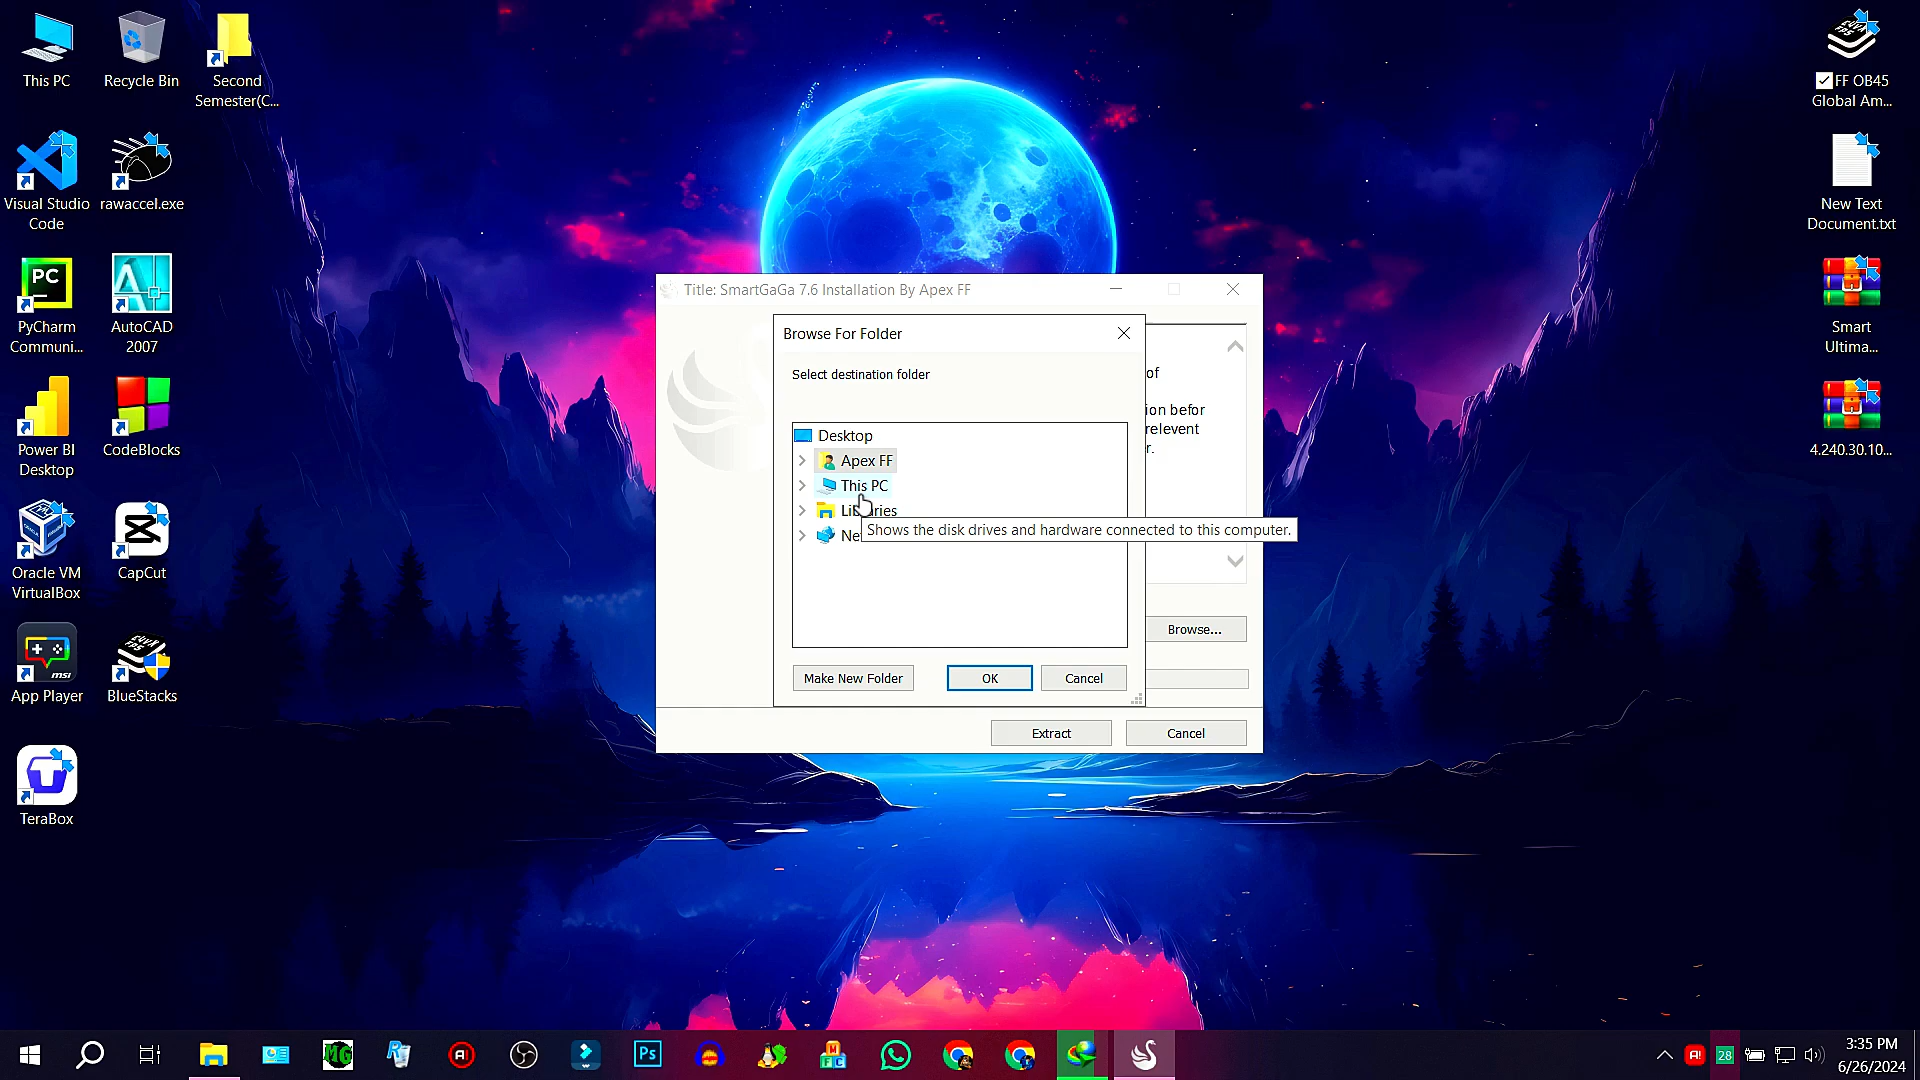 This PC
Recycle Bin
Second
Semester(C...
Visual Studio
Code
rawaccel.exe
PC
PyCharm
Communi...
AutoCAD
2007
Power BI
Desktop
CodeBlocks
Oracle VM
VirtualBox
CapCut
msi
App Player
BlueStacks
TeraBox
FF OB45
Global Am...
New Text
Document.txt
Smart
Ultima...
4.240.30.10...
Title: SmartGaGa 7.6 Installation By Apex FF
of
ion befor
relevent
r.
Browse...
Extract
Cancel
Browse For Folder
Select destination folder
Desktop
Apex FF
This PC
Shows the disk drives and hardware connected to this computer.
Make New Folder
OK
Cancel
MG
Ps
28
3:35 PM
6/26/2024